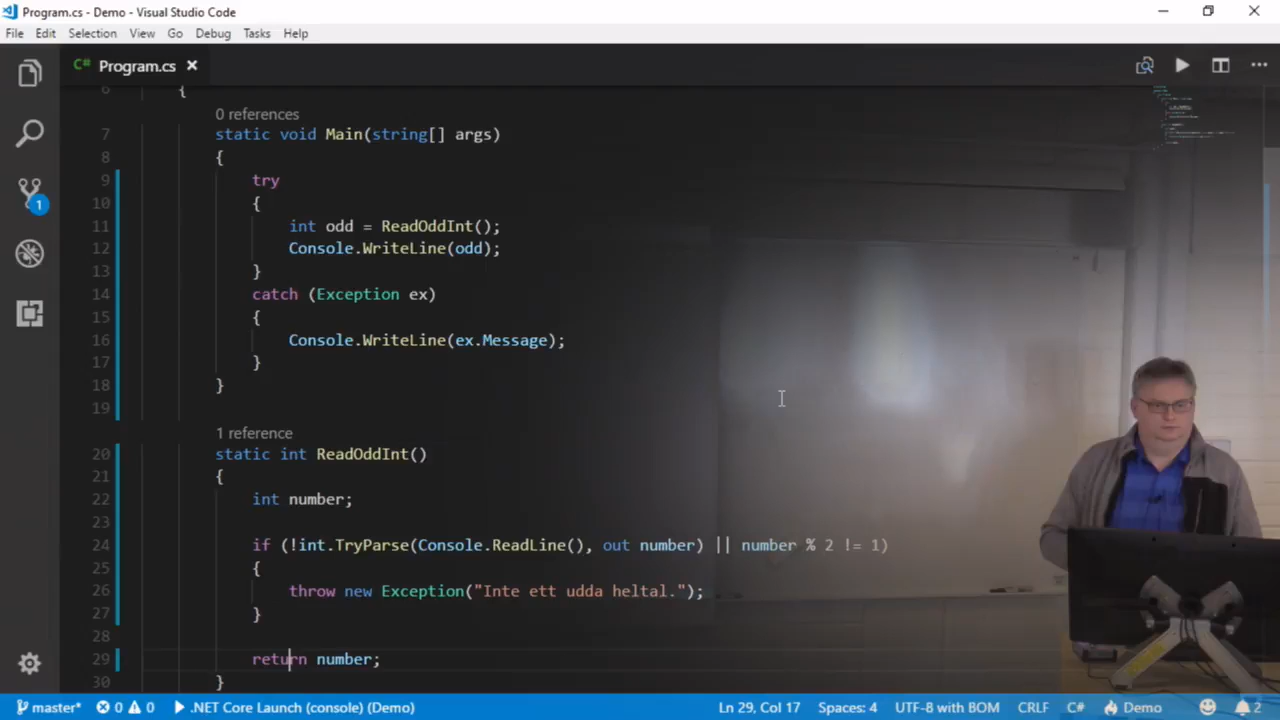 Program.cs - Demo - Visual Studio Code
File Edit Selection View Go Debug Tasks Help
C# Program.cs
6 {
0 references
7 static void Main(string[] args)
8 {
9 try
10 {
11 int odd = ReadOddInt();
12 Console.WriteLine(odd);
13 }
14 catch (Exception ex)
15 {
16 Console.WriteLine(ex.Message);
17 }
18 }
19
1 reference
20 static int ReadOddInt()
21 {
22 int number;
23
24 if (!int.TryParse(Console.ReadLine(), out number) || number % 2 != 1)
25 {
26 throw new Exception("Inte ett udda heltal.");
27 }
28
29 return number;
30 }
1
master* 0 0 .NET Core Launch (console) (Demo) Ln 29, Col 17 Spaces: 4 UTF-8 with BOM CRLF C# Demo 2